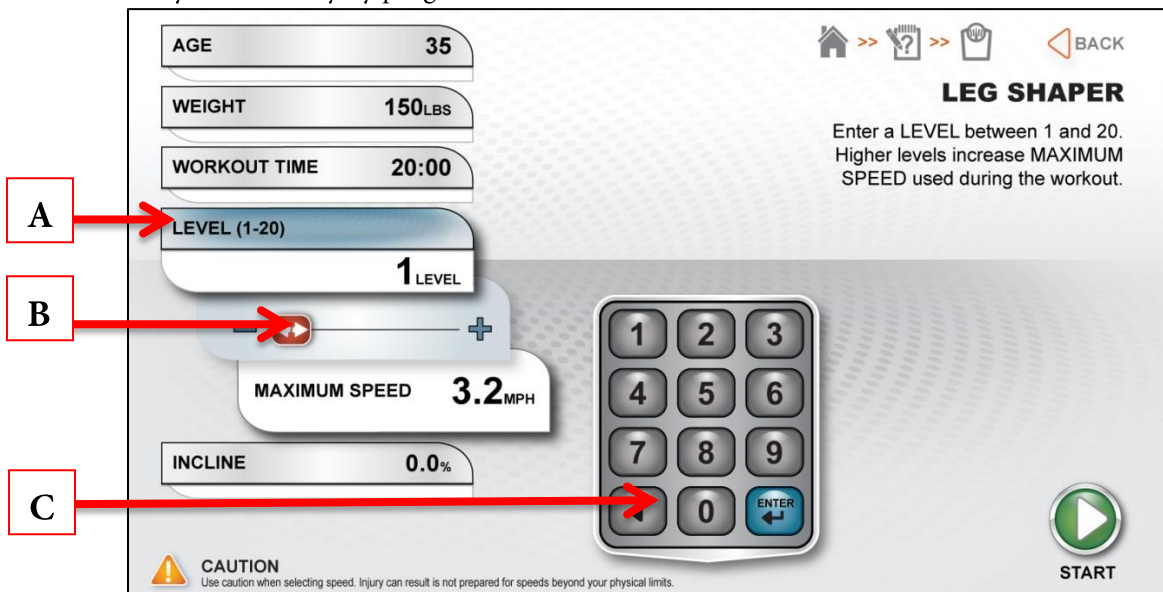 AGE 35
WEIGHT 150LBS
WORKOUT TIME 20:00
LEVEL (1-20)
1 LEVEL
MAXIMUM SPEED 3.2MPH
INCLINE 0.0%
A
B
C
>> >> BACK
LEG SHAPER
Enter a LEVEL between 1 and 20.
Higher levels increase MAXIMUM
SPEED used during the workout.
1 2 3
4 5 6
7 8 9
0 ENTER
START
CAUTION
Use caution when selecting speed. Injury can result is not prepared for speeds beyond your physical limits.